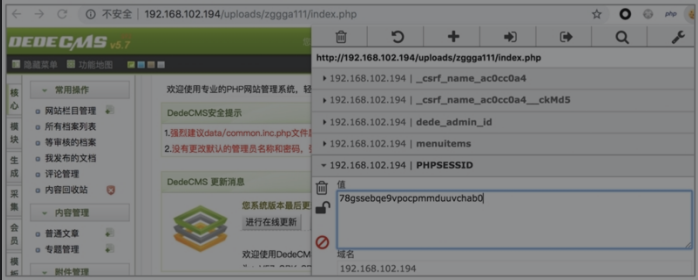 不安全 | 192.168.102.194/uploads/zggga111/index.php
php
DEDECMS v5.7
隐藏菜单
功能地图
核心
模块
生成
采集
会员
常用操作
网站栏目管理
所有档案列表
等审核的档案
我发布的文档
评论管理
内容回收站
内容管理
普通文章
专题管理
附件管理
欢迎使用专业的PHP网站管理系统，轻
DedeCMS安全提示
1.强烈建议data/common.inc.php文件
2.没有更改默认的管理员名称和密码，
DedeCMS 更新消息
您系统版本最后更
进行在线更新
欢迎使用DedeCM
http://192.168.102.194/uploads/zggga111/index.php
192.168.102.194 | _csrf_name_ac0cc0a4
192.168.102.194 | _csrf_name_ac0cc0a4__ckMd5
192.168.102.194 | dede_admin_id
192.168.102.194 | menuitems
192.168.102.194 | PHPSESSID
值
78gssebqe9vpocpmmduuvchab0
域名
192.168.102.194